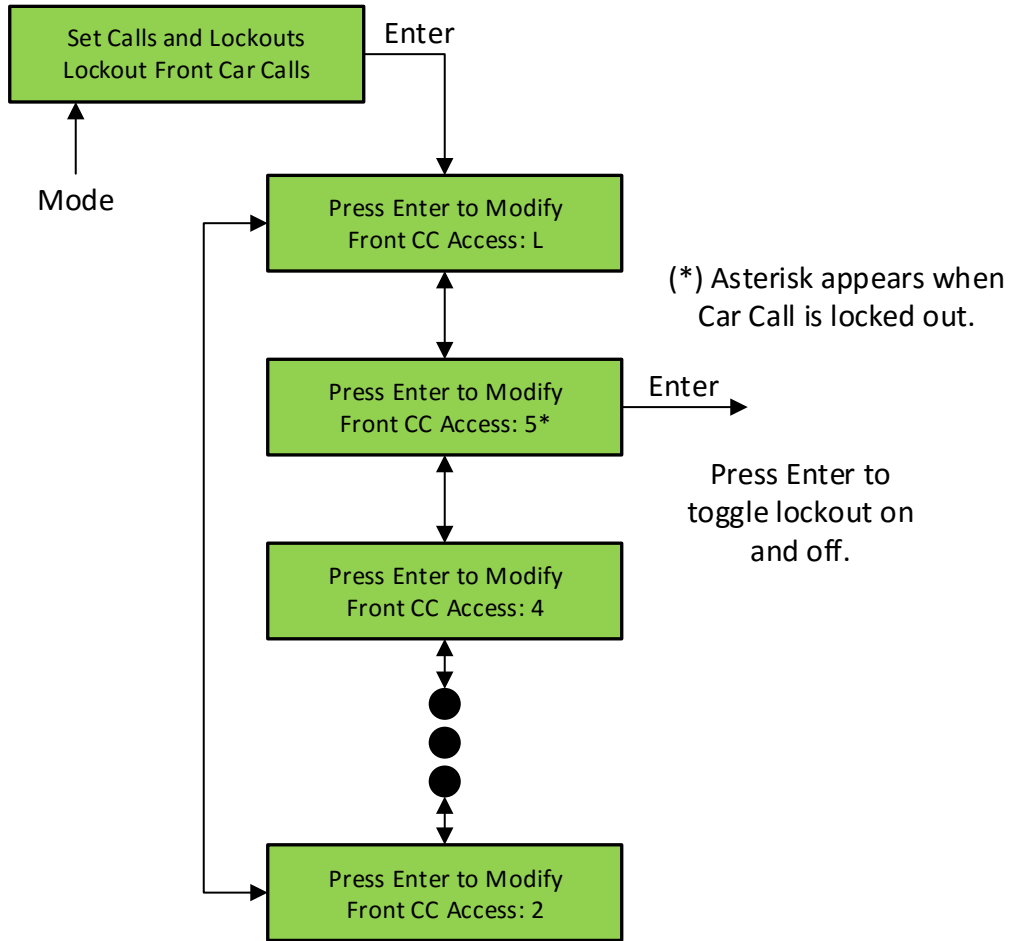 Set Calls and Lockouts
Lockout Front Car Calls
Enter
Mode
Press Enter to Modify
Front CC Access: L
(*) Asterisk appears when
Car Call is locked out.
Press Enter to Modify
Front CC Access: 5*
Enter
Press Enter to
toggle lockout on
and off.
Press Enter to Modify
Front CC Access: 4
Press Enter to Modify
Front CC Access: 2